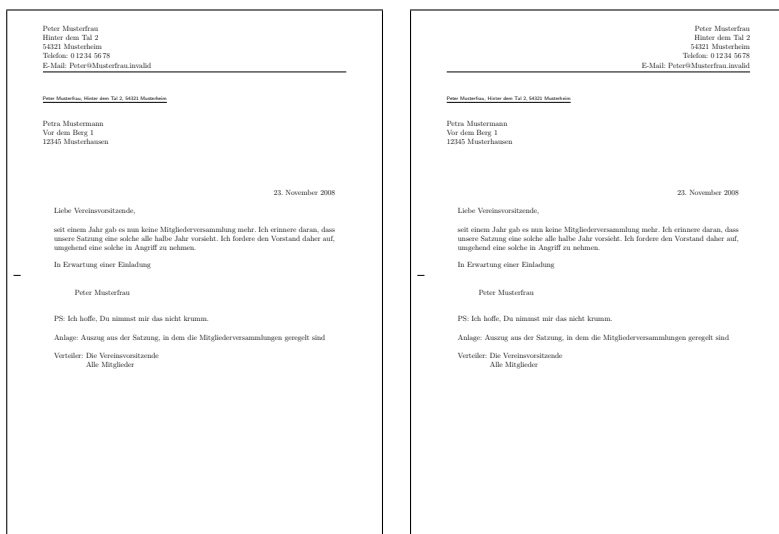 Peter Musterfrau
Hinter dem Tal 2
54321 Musterheim
Telefon: 0 12 34 56 78
E-Mail: Peter@Musterfrau.invalid
Peter Musterfrau, Hinter dem Tal 2, 54321 Musterheim
Petra Mustermann
Vor dem Berg 1
12345 Musterhausen
23. November 2008
Liebe Vereinsvorsitzende,
seit einem Jahr gab es nun keine Mitgliederversammlung mehr. Ich erinnere daran, dass
unsere Satzung eine solche alle halbe Jahr vorsieht. Ich fordere den Vorstand daher auf,
umgehend eine solche in Angriff zu nehmen.
In Erwartung einer Einladung
Peter Musterfrau
PS: Ich hoffe, Du nimmst mir das nicht krumm.
Anlage: Auszug aus der Satzung, in dem die Mitgliederversammlungen geregelt sind
Verteiler: Die Vereinsvorsitzende
Alle Mitglieder
Peter Musterfrau
Hinter dem Tal 2
54321 Musterheim
Telefon: 0 12 34 56 78
E-Mail: Peter@Musterfrau.invalid
Peter Musterfrau, Hinter dem Tal 2, 54321 Musterheim
Petra Mustermann
Vor dem Berg 1
12345 Musterhausen
23. November 2008
Liebe Vereinsvorsitzende,
seit einem Jahr gab es nun keine Mitgliederversammlung mehr. Ich erinnere daran, dass
unsere Satzung eine solche alle halbe Jahr vorsieht. Ich fordere den Vorstand daher auf,
umgehend eine solche in Angriff zu nehmen.
In Erwartung einer Einladung
Peter Musterfrau
PS: Ich hoffe, Du nimmst mir das nicht krumm.
Anlage: Auszug aus der Satzung, in dem die Mitgliederversammlungen geregelt sind
Verteiler: Die Vereinsvorsitzende
Alle Mitglieder